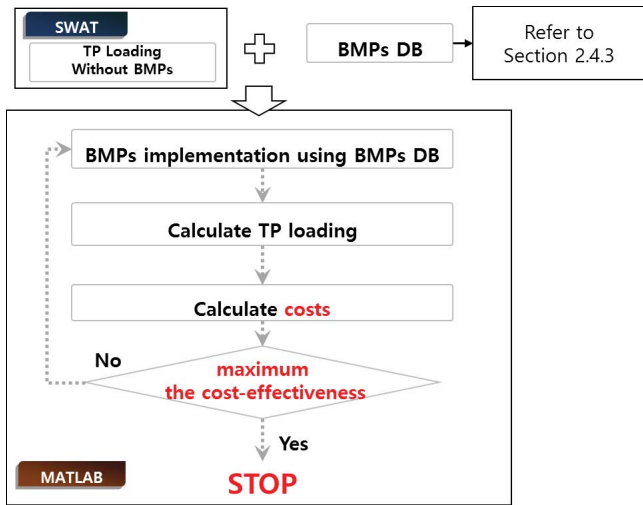 SWAT
TP Loading
Without BMPs
BMPs DB
Refer to
Section 2.4.3
BMPs implementation using BMPs DB
Calculate TP loading
Calculate costs
No
maximum
the cost-effectiveness
Yes
STOP
MATLAB